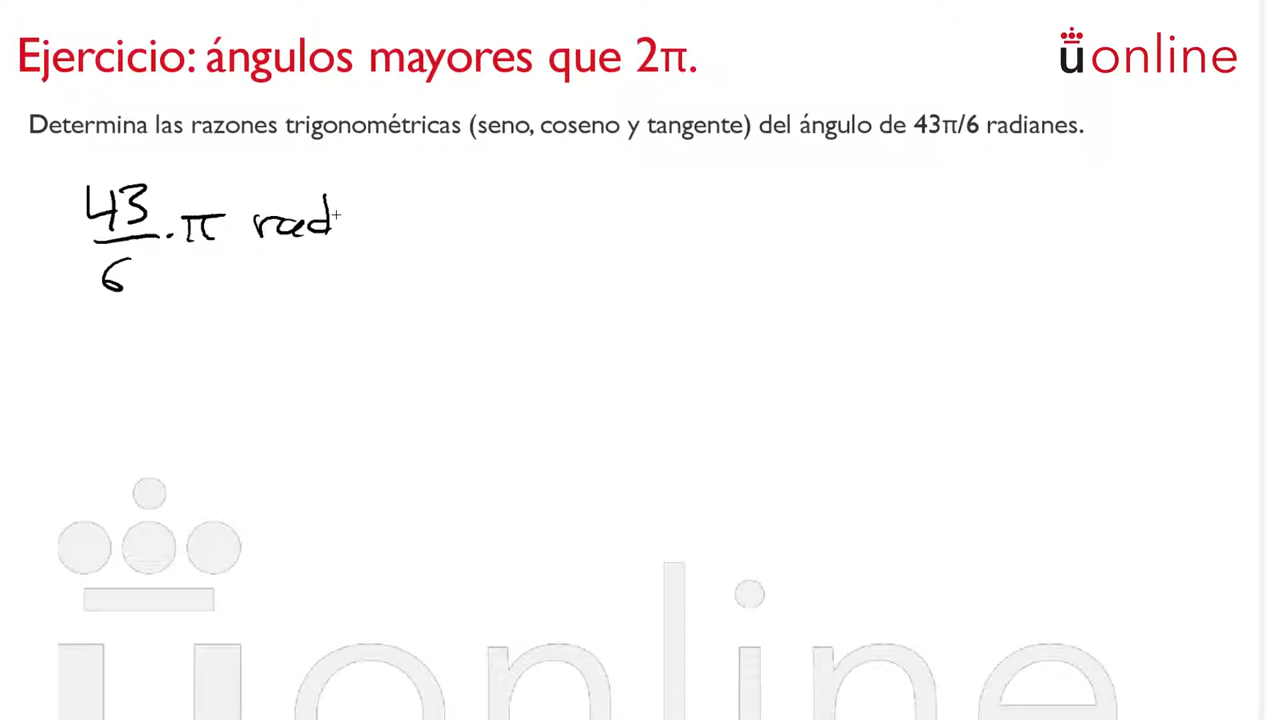 Ejercicio: ángulos mayores que 2π.
üonline
Determina las razones trigonométricas (seno, coseno y tangente) del ángulo de 43π/6 radianes.
43/6 · π rad
üonline